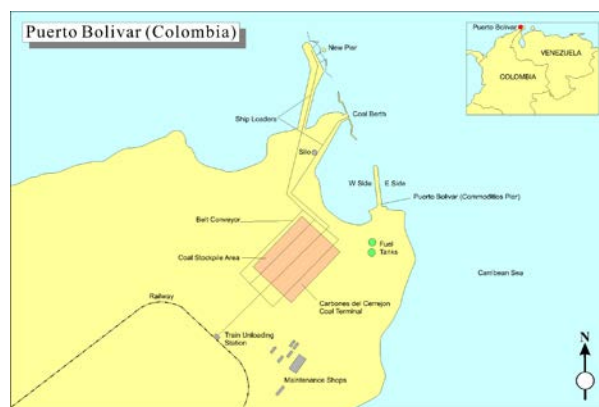 Puerto Bolivar (Colombia)
Puerto Bolivar
VENEZUELA
COLOMBIA
New Pier
Ship Loaders
Coal Berth
Silo
W Side
E Side
Puerto Bolivar (Commodities Pier)
Belt Conveyor
Coal Stockpile Area
Fuel
Tanks
Carribean Sea
Railway
Carbones del Cerrejon
Coal Terminal
Train Unloading
Station
Maintenance Shops
N